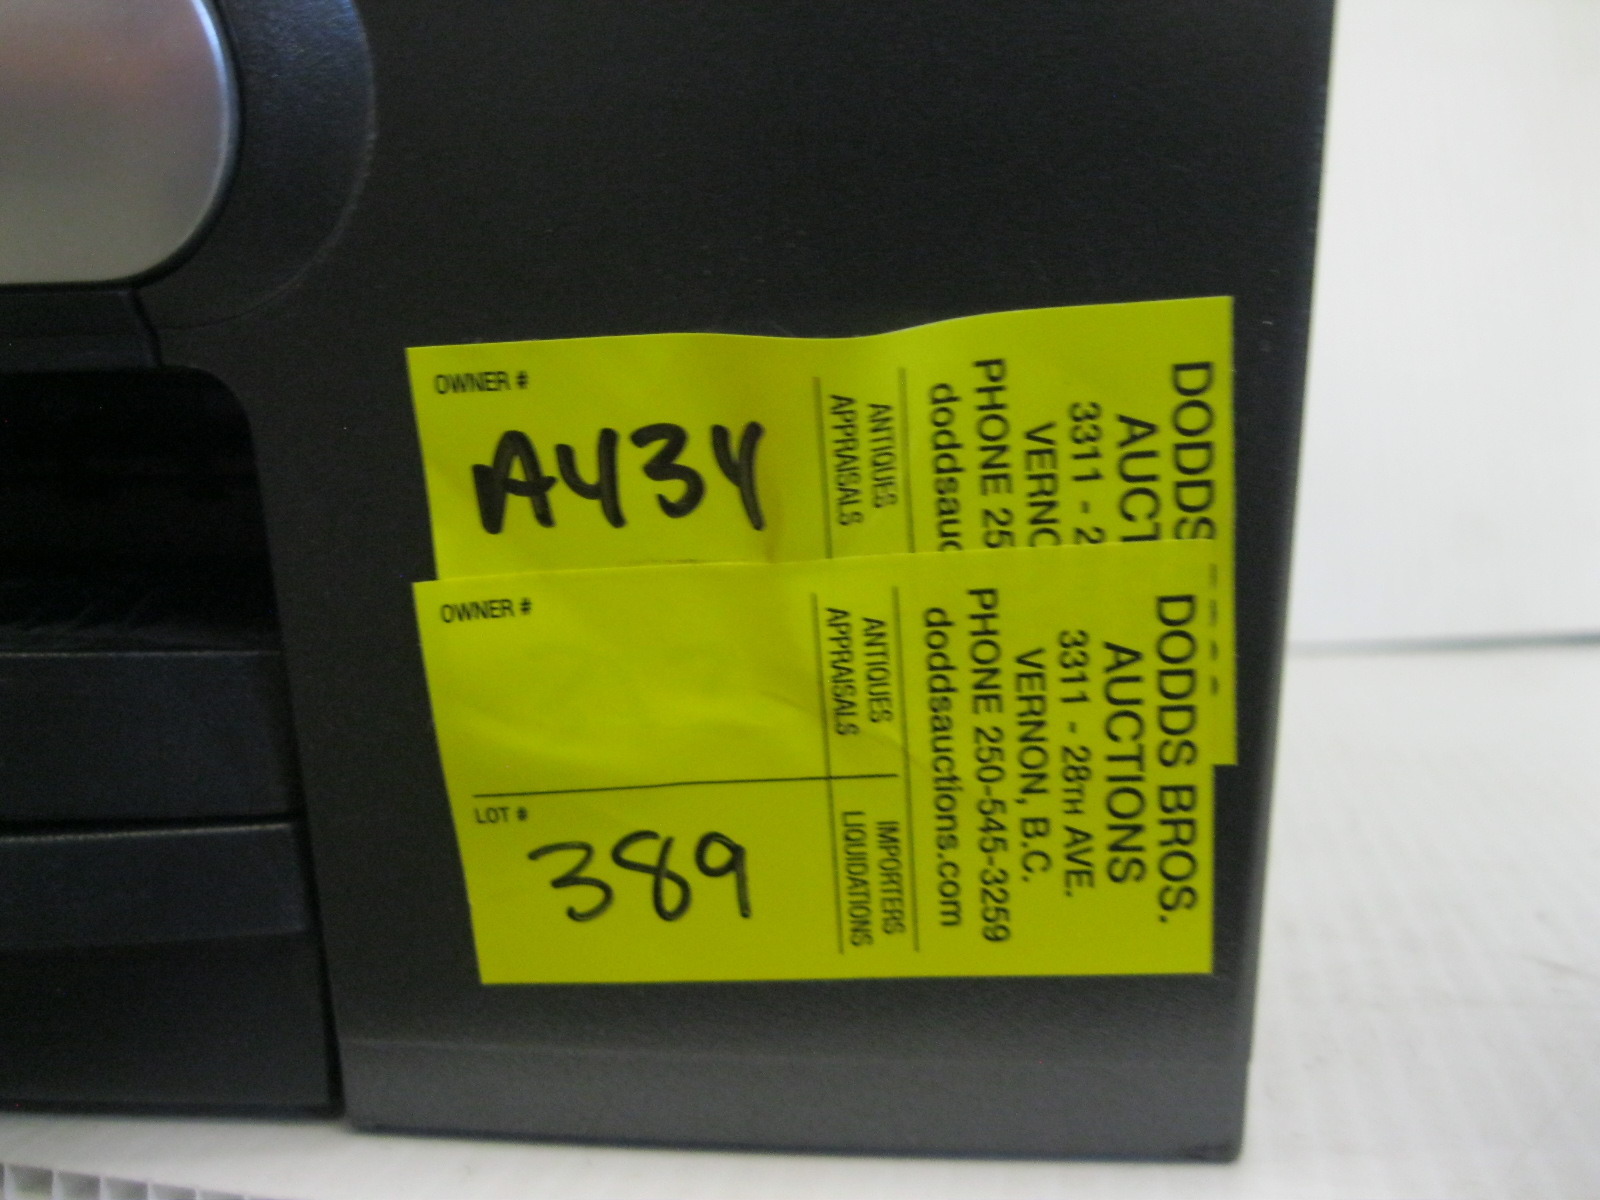 OWNER #
A434
ANTIQUES
APPRAISALS
DODDS
AUCT
3311 - 2
VERNO
PHONE 25
doddsauc
OWNER #
LOT #
389
ANTIQUES
APPRAISALS
IMPORTERS
LIQUIDATIONS
DODDS BROS.
AUCTIONS
3311 - 28TH AVE.
VERNON, B.C.
PHONE 250-545-3259
doddsauctions.com